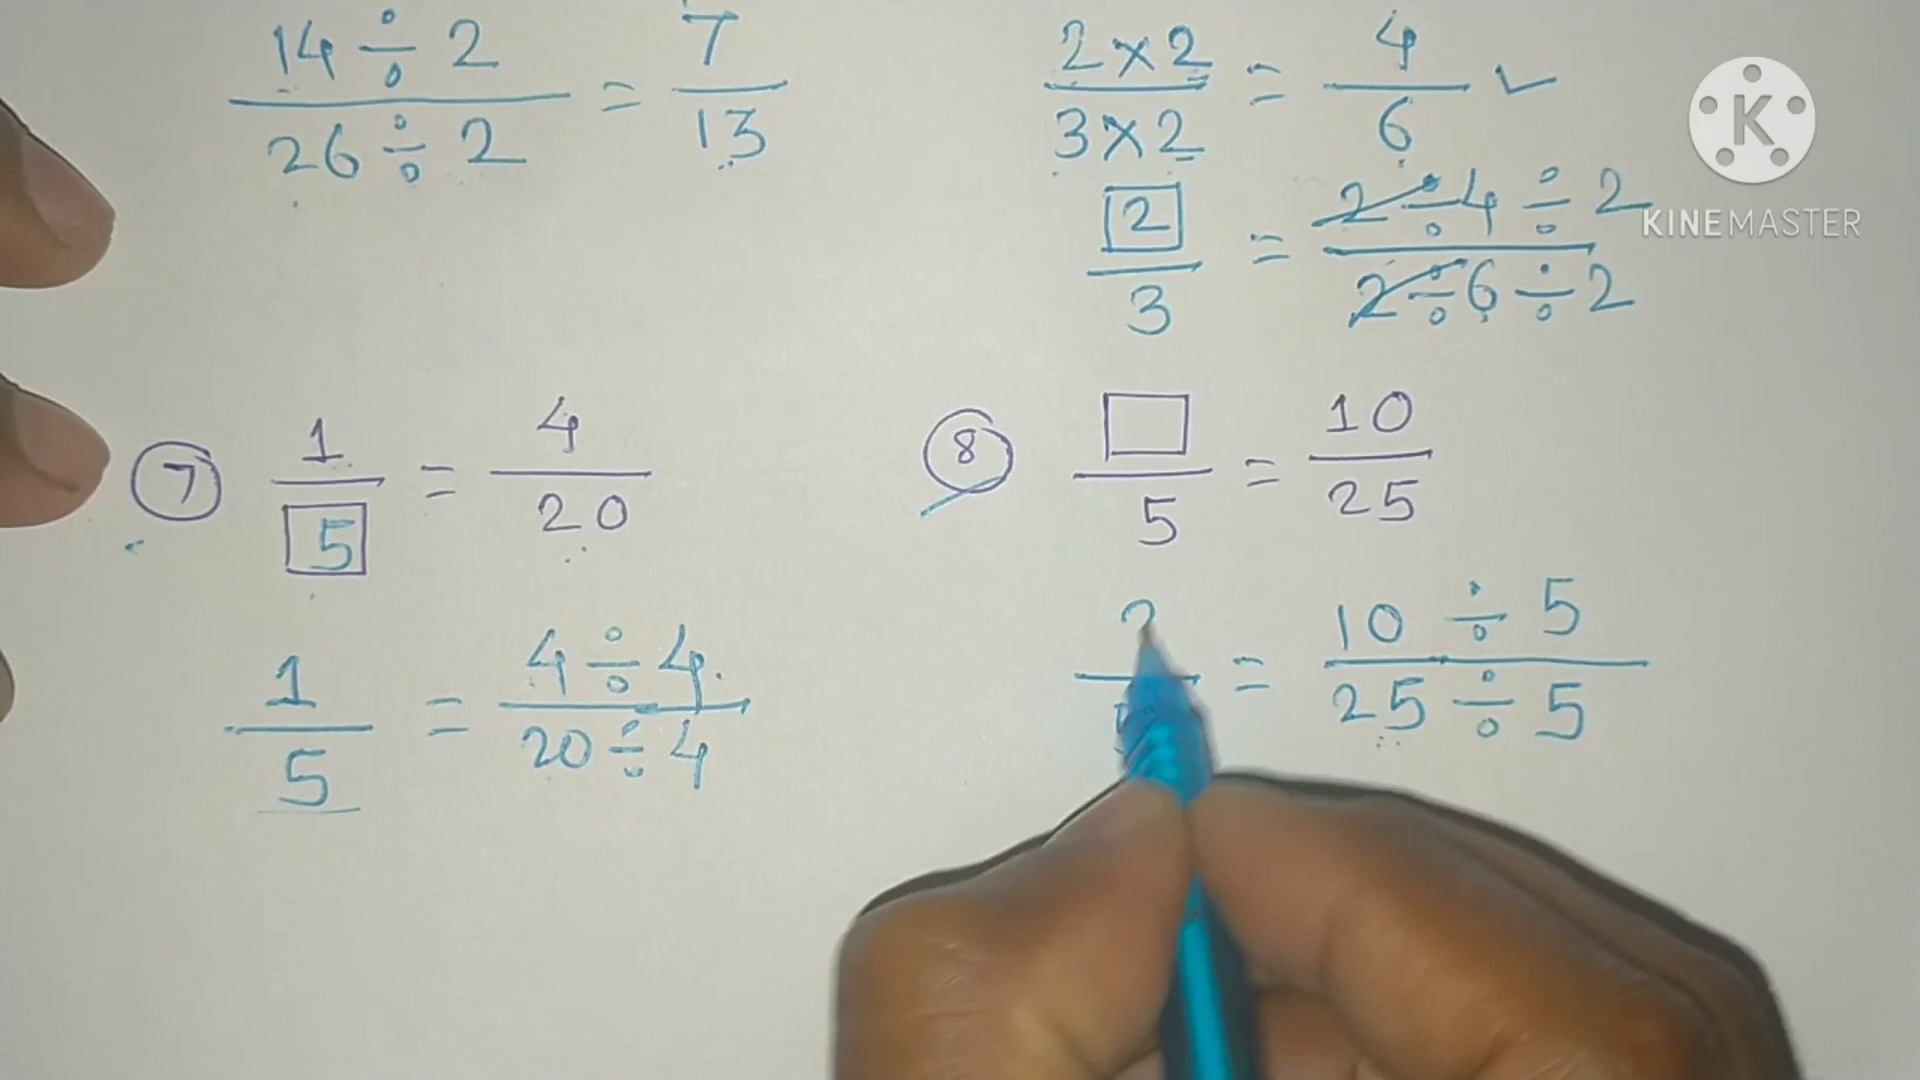 14 ÷ 2 / 26 ÷ 2 = 7 / 13
2 × 2 / 3 × 2 = 4 / 6 ✓
2 / 3 = 2 ÷ 4 ÷ 2 / 2 ÷ 6 ÷ 2
K
KINEMASTER
7 1 / 5 = 4 / 20
8 □ / 5 = 10 / 25
1 / 5 = 4 ÷ 4 / 20 ÷ 4
= 10 ÷ 5 / 25 ÷ 5